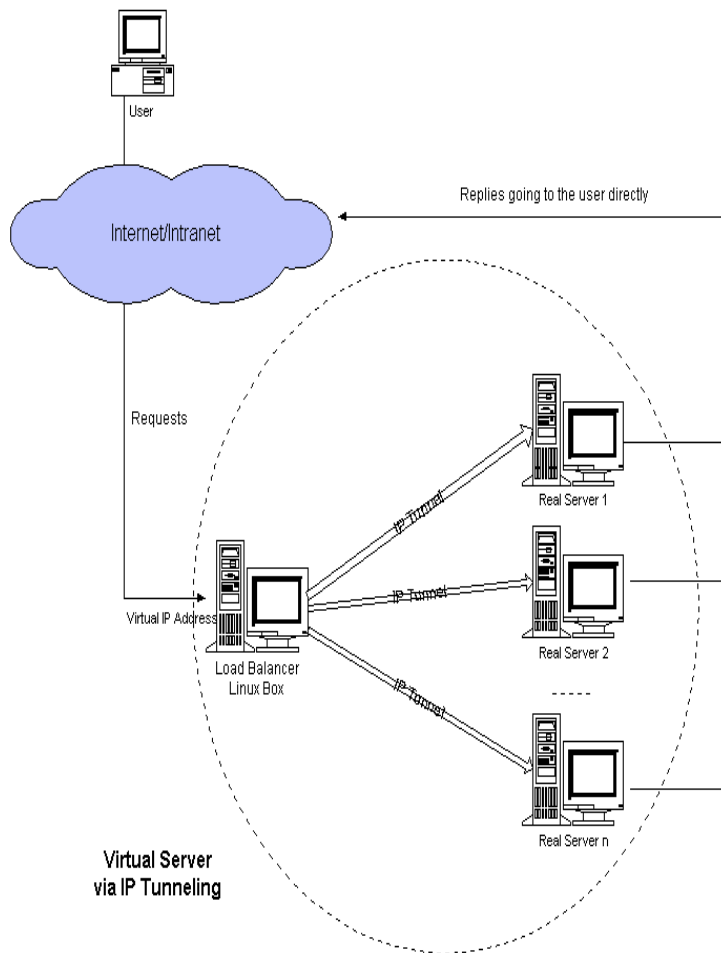 User
Internet/Intranet
Replies going to the user directly
Requests
IP Tunnel
Real Server 1
IP Tunnel
Virtual IP Address
Real Server 2
Load Balancer
Linux Box
IP Tunnel
Real Server n
Virtual Server
via IP Tunneling